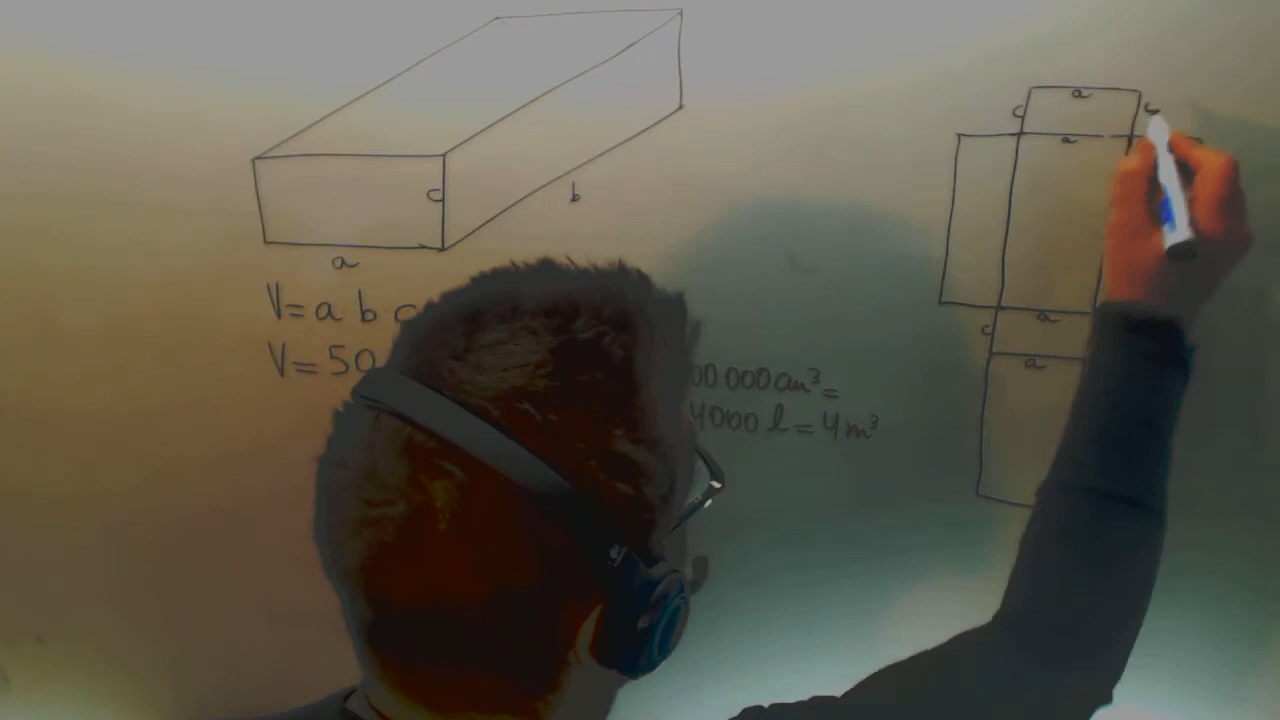 c
b
a
V = a b c
V = 50
00 000 cm³ =
4000 l = 4 m³
a
c
c
a
a
c
a